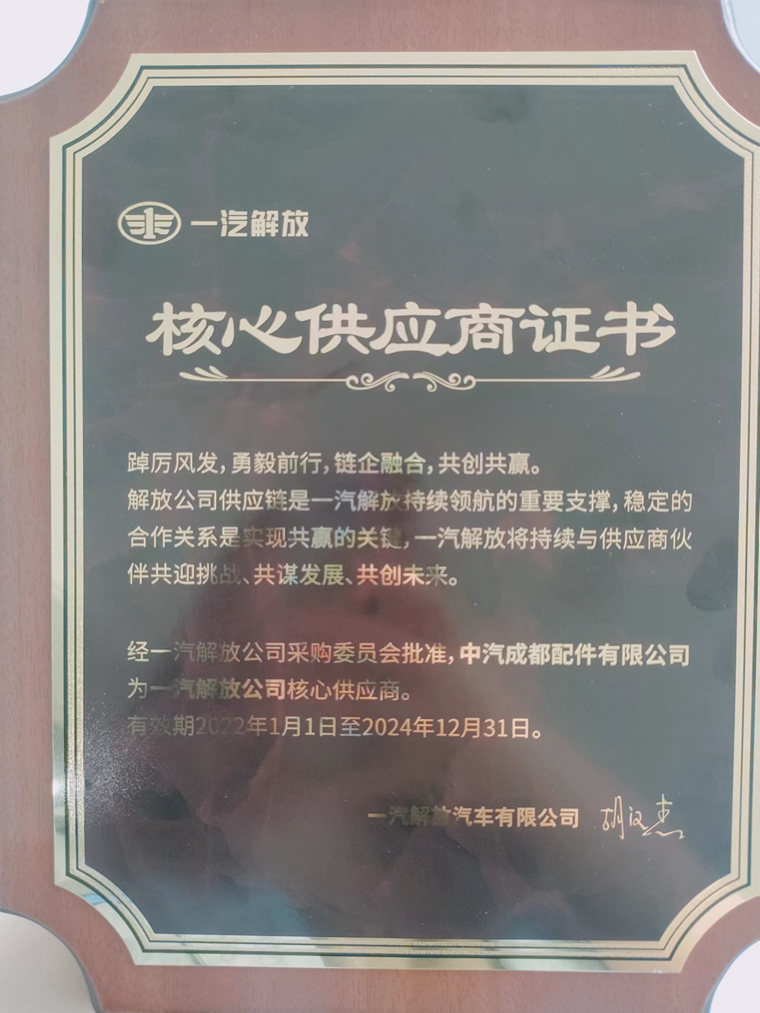 一汽解放
核心供应商证书
踔厉风发，勇毅前行，链企融合，共创共赢。
解放公司供应链是一汽解放持续领航的重要支撑，稳定的
合作关系是实现共赢的关键，一汽解放将持续与供应商伙
伴共迎挑战、共谋发展、共创未来。
经一汽解放公司采购委员会批准，中汽成都配件有限公司
为一汽解放公司核心供应商。
有效期2022年1月1日至2024年12月31日。
一汽解放汽车有限公司 胡汉杰